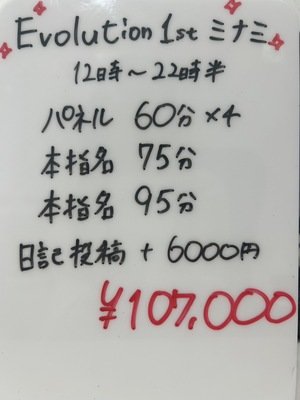 Evolution 1st ミナミ
12時～22時半
パネル 60分×4
本指名 75分
本指名 95分
日記投稿 + 6000円
¥107,000